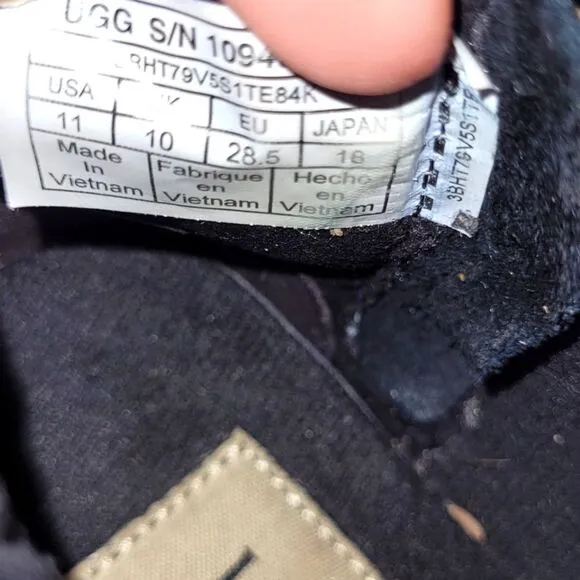 UGG S/N 1094
BHT79V5S1TE84K
USA EU JAPAN
11 10 28.5 18
Made Fabrique Hecho
In en en
Vietnam Vietnam Vietnam
3BHT79V5S1TE